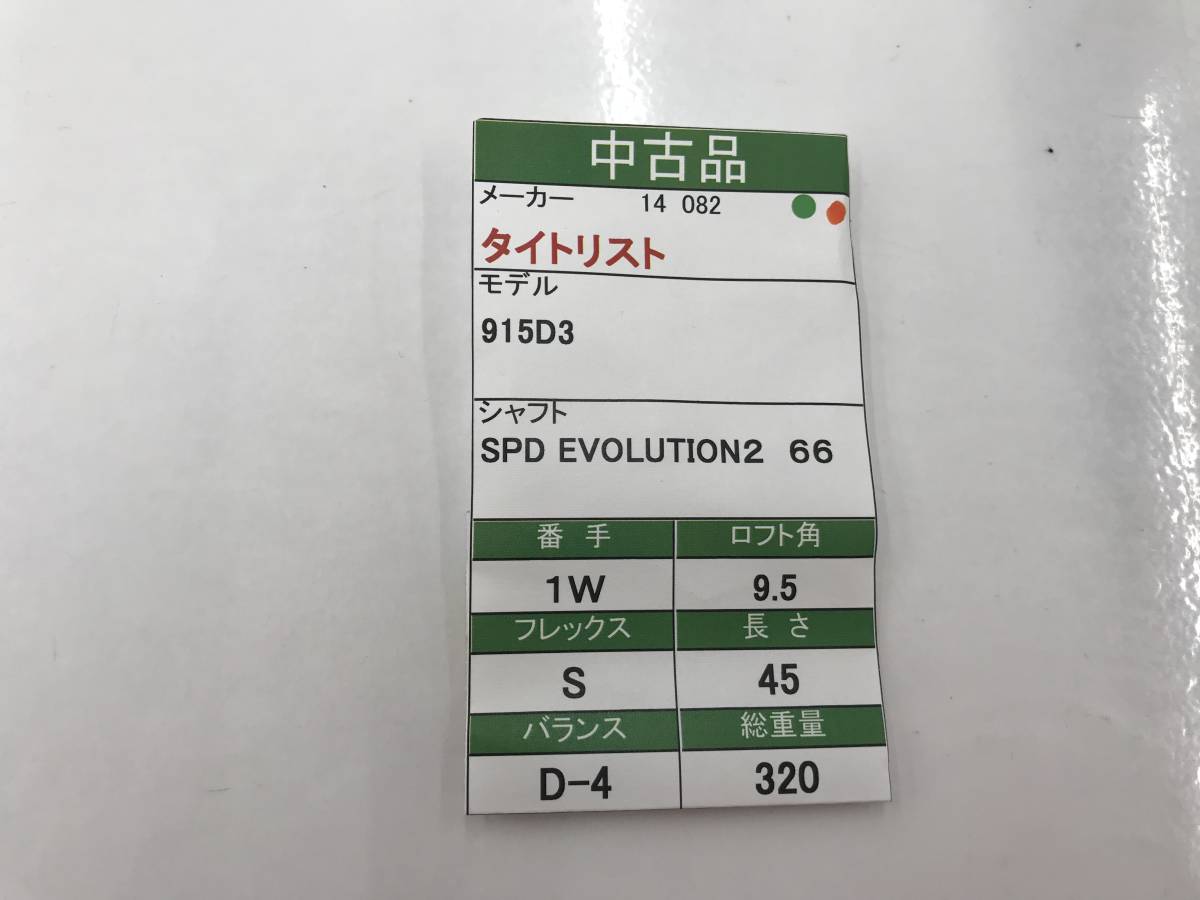 中古品
メーカー 14 082
タイトリスト
モデル
915D3
シャフト
SPD EVOLUTION2 66
番手 ロフト角
1W 9.5
フレックス 長さ
S 45
バランス 総重量
D-4 320